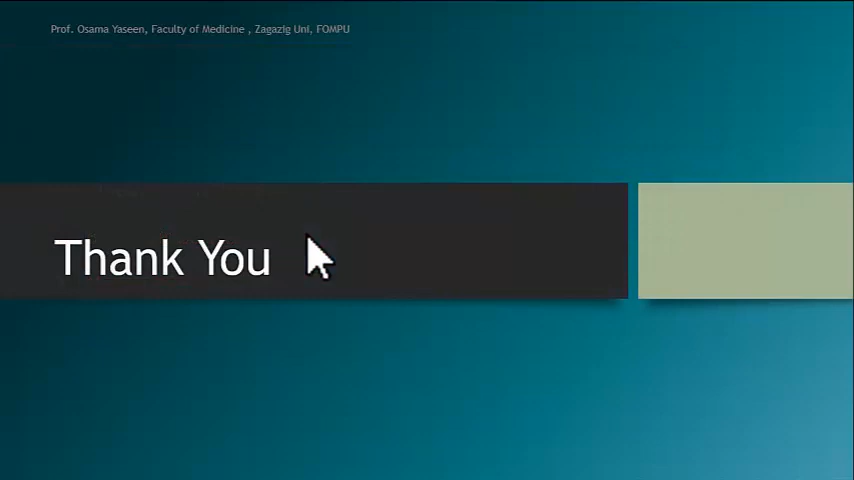 Prof. Osama Yaseen, Faculty of Medicine , Zagazig Uni, FOMPU
Thank You